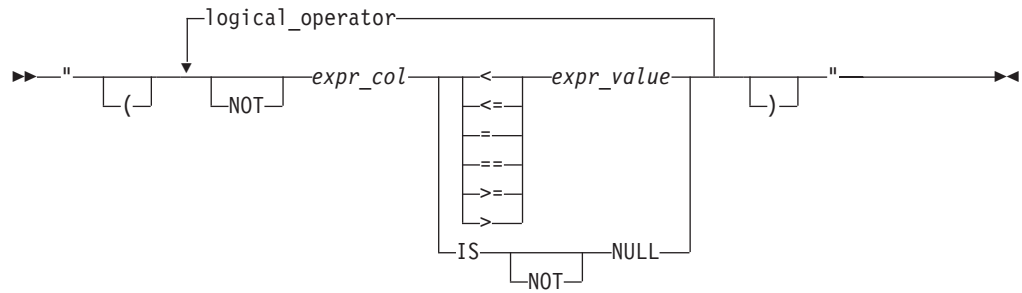 logical_operator
" ( NOT expr_col < expr_value ) "
<=
=
==
>=
>
IS NOT NULL